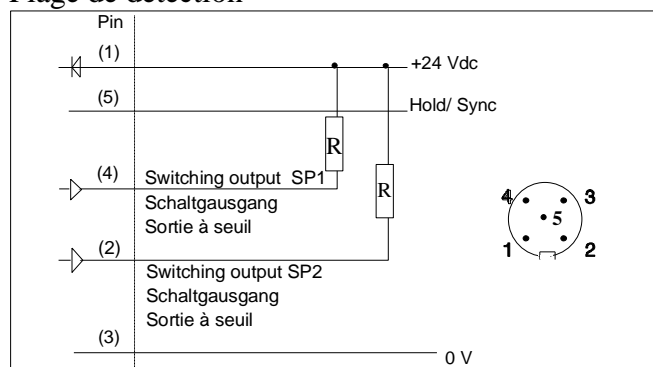 Plage de détection
Pin
(1)
+24 Vdc
(5)
Hold/ Sync
R
(4)
Switching output SP1
Schaltgausgang
Sortie à seuil
R
(2)
Switching output SP2
Schaltgausgang
Sortie à seuil
(3)
0 V
4
3
5
1
2